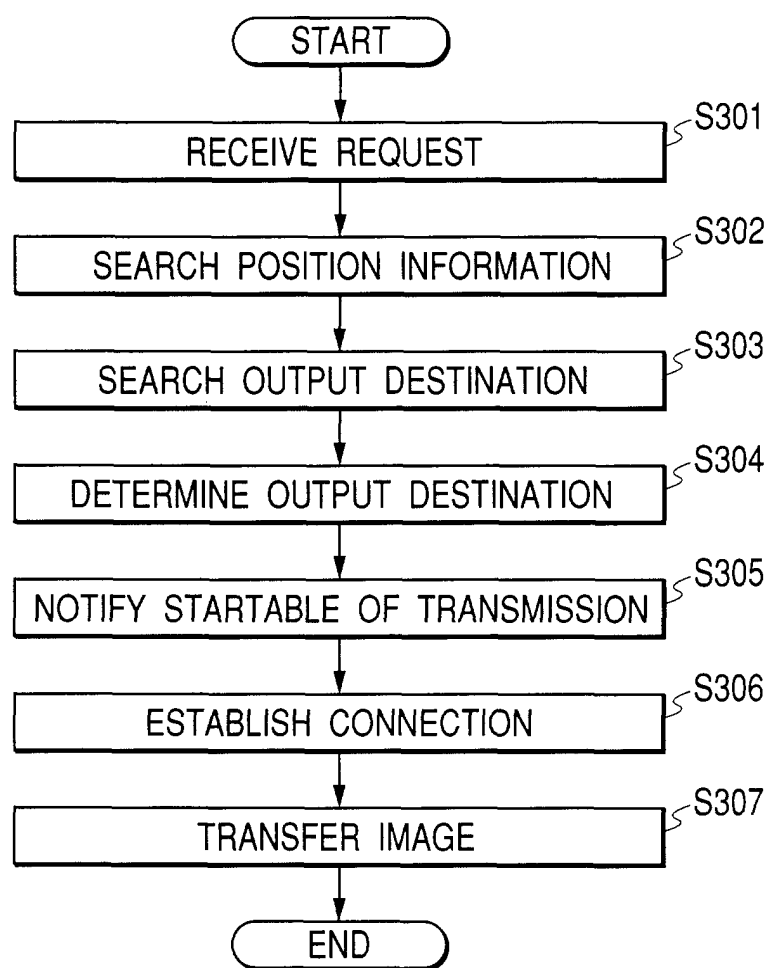 START
S301
RECEIVE REQUEST
S302
SEARCH POSITION INFORMATION
S303
SEARCH OUTPUT DESTINATION
S304
DETERMINE OUTPUT DESTINATION
S305
NOTIFY STARTABLE OF TRANSMISSION
S306
ESTABLISH CONNECTION
S307
TRANSFER IMAGE
END